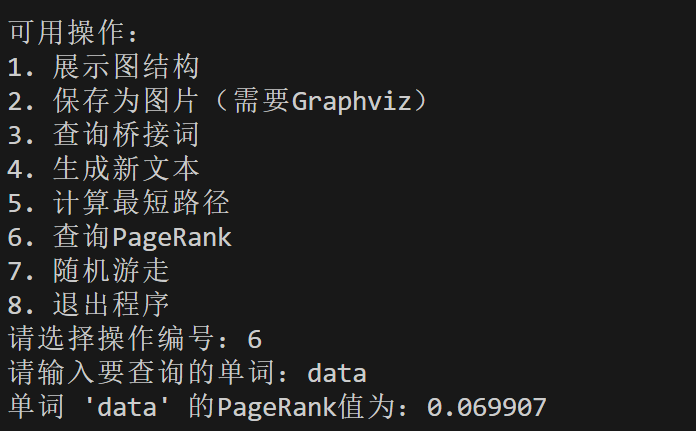 可用操作：
1. 展示图结构
2. 保存为图片（需要Graphviz）
3. 查询桥接词
4. 生成新文本
5. 计算最短路径
6. 查询PageRank
7. 随机游走
8. 退出程序
请选择操作编号：6
请输入要查询的单词：data
单词 'data' 的PageRank值为：0.069907